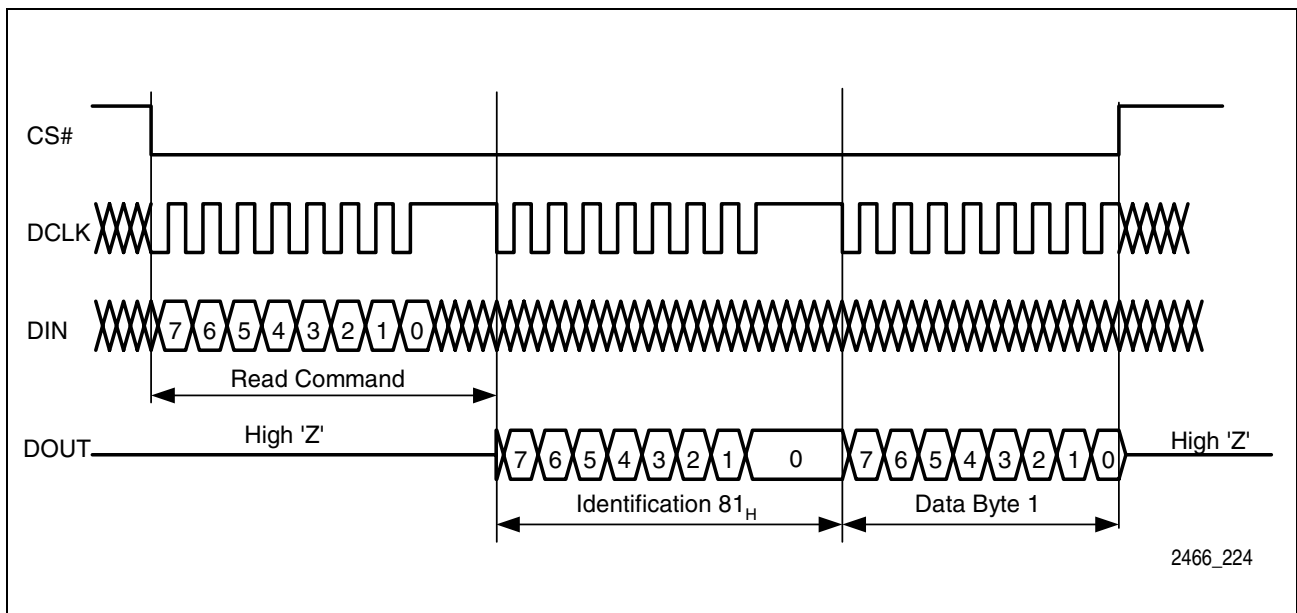 CS#
DCLK
DIN 7 6 5 4 3 2 1 0
Read Command
DOUT High 'Z' 7 6 5 4 3 2 1 0 7 6 5 4 3 2 1 0 High 'Z'
Identification 81H Data Byte 1
2466_224